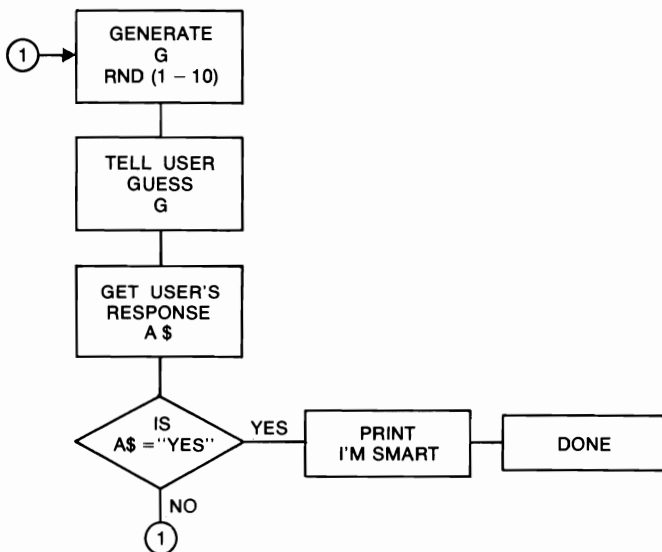 GENERATE
G
RND (1 – 10)
1
TELL USER
GUESS
G
GET USER'S
RESPONSE
A $
IS
A$ ="YES"
YES
PRINT
I'M SMART
DONE
NO
1